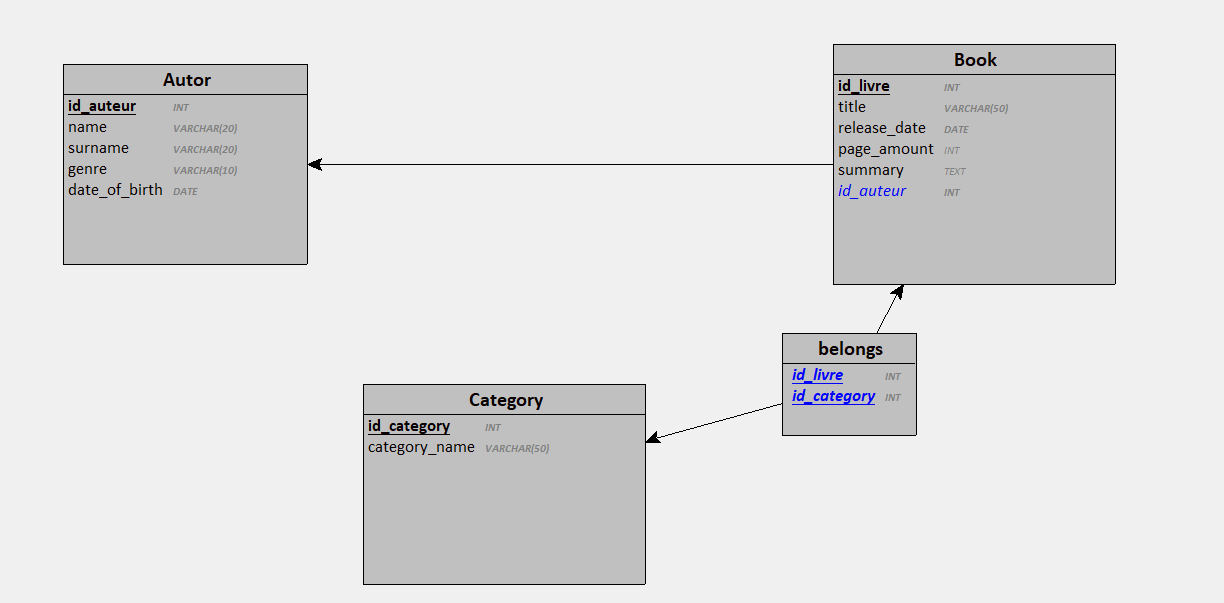 Autor
id_auteur INT
name VARCHAR(20)
surname VARCHAR(20)
genre VARCHAR(10)
date_of_birth DATE
Book
id_livre INT
title VARCHAR(50)
release_date DATE
page_amount INT
summary TEXT
id_auteur INT
belongs
id_livre INT
id_category INT
Category
id_category INT
category_name VARCHAR(50)